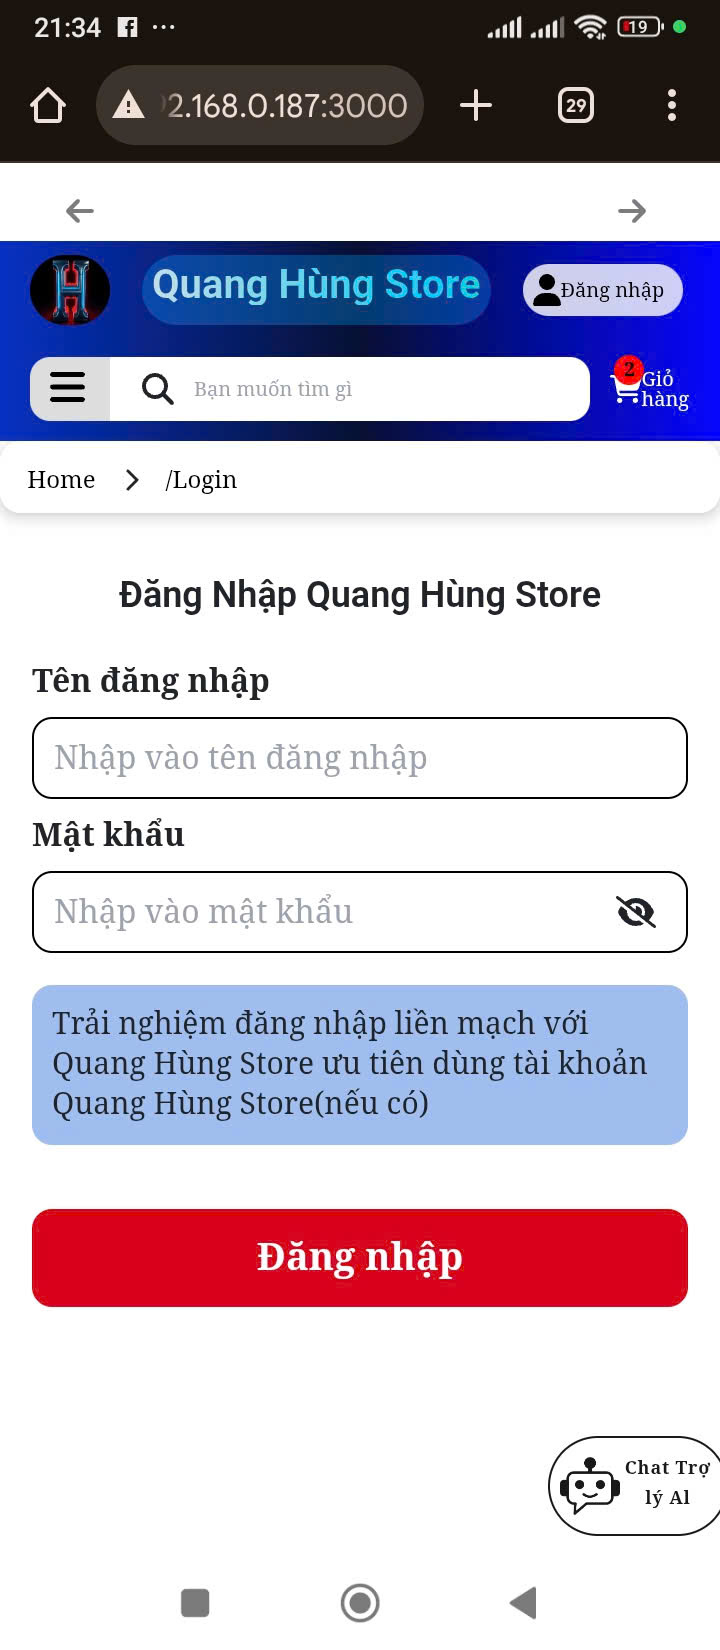 21:34
19
2.168.0.187:3000
29
H
Quang Hùng Store
Đăng nhập
Bạn muốn tìm gì
2
Giỏ
hàng
Home
/Login
Đăng Nhập Quang Hùng Store
Tên đăng nhập
Nhập vào tên đăng nhập
Mật khẩu
Nhập vào mật khẩu
Trải nghiệm đăng nhập liền mạch với
Quang Hùng Store ưu tiên dùng tài khoản
Quang Hùng Store(nếu có)
Đăng nhập
Chat Trợ
lý Al